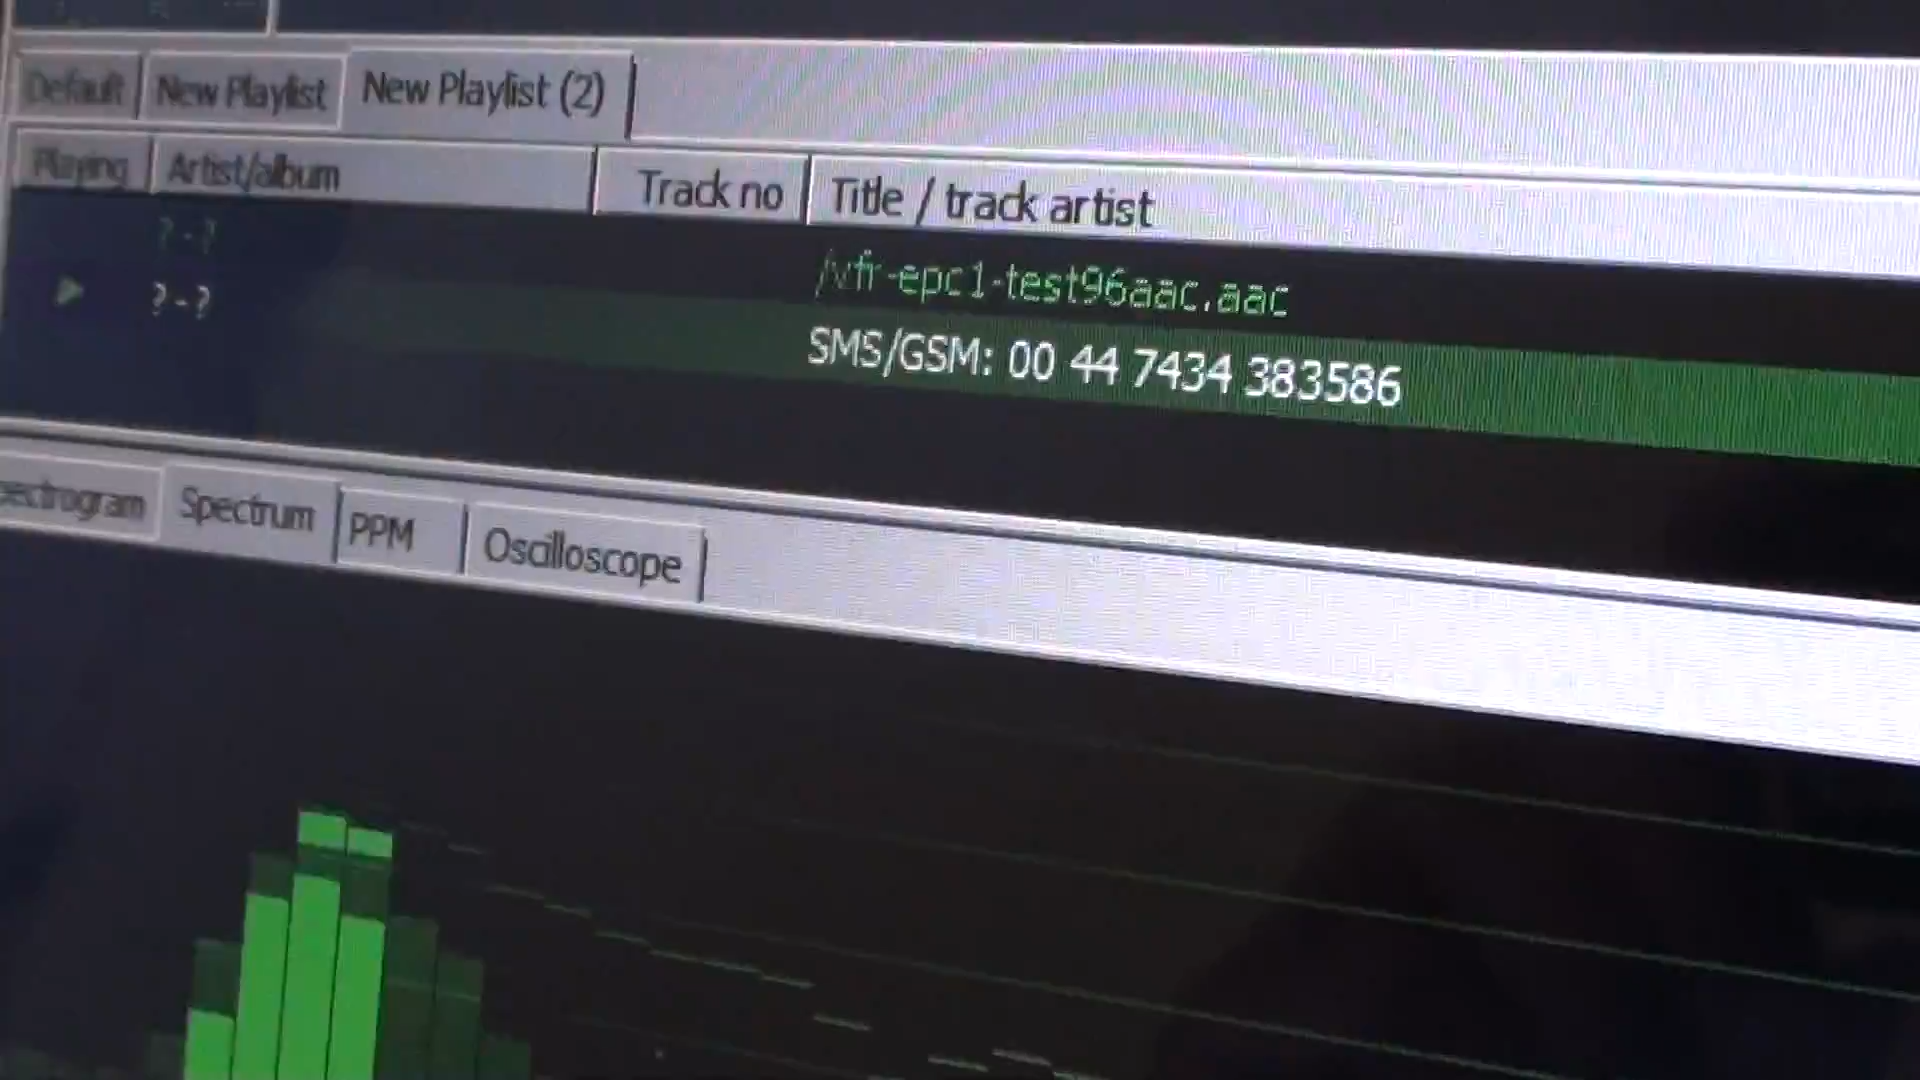 Default New Playlist New Playlist (2)
Playing Artist/album Track no Title / track artist
? - ? /vfr-epc1-test96aac.aac
? - ? SMS/GSM: 00 44 7434 383586
Spectrum PPM Oscilloscope